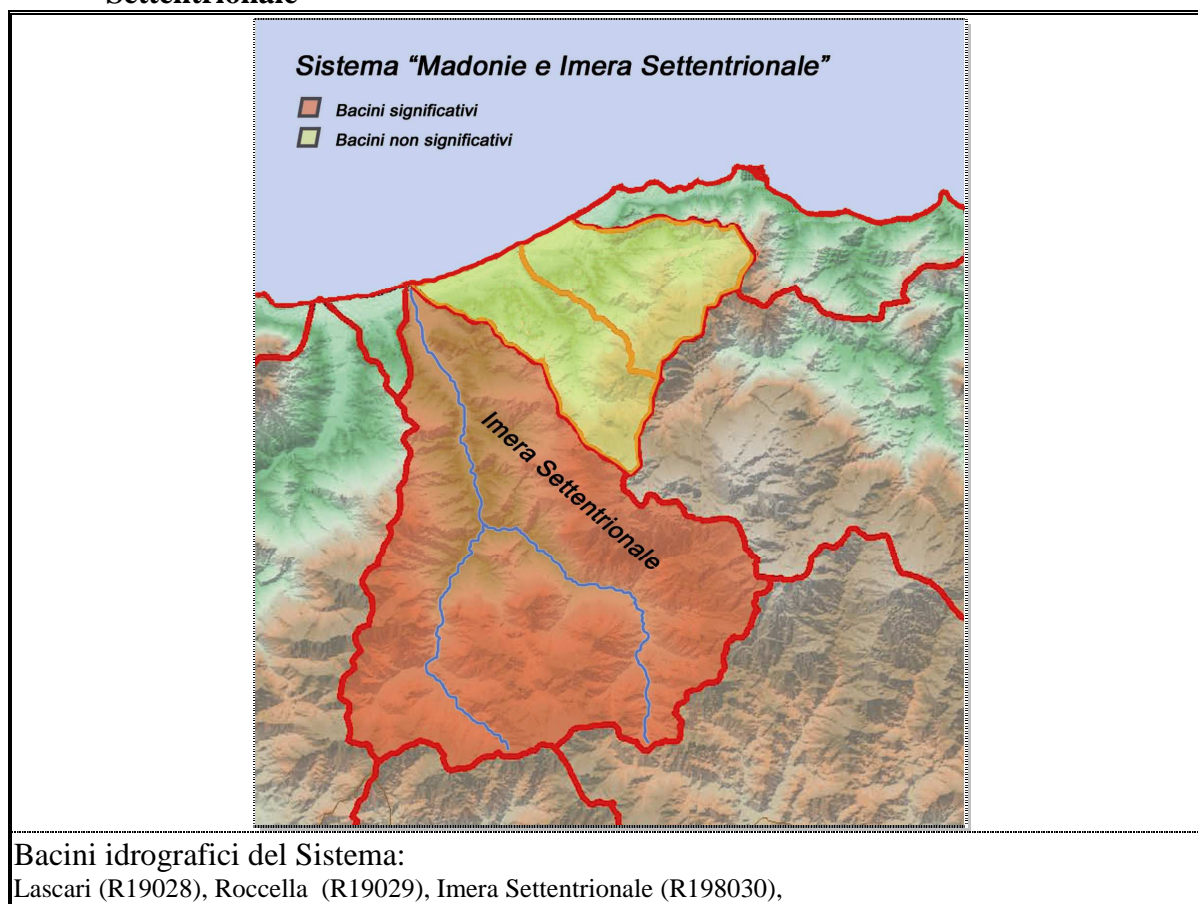 Settentrionale
Sistema “Madonie e Imera Settentrionale”
Bacini significativi
Bacini non significativi
Imera Settentrionale
Bacini idrografici del Sistema:
Lascari (R19028), Roccella (R19029), Imera Settentrionale (R198030),